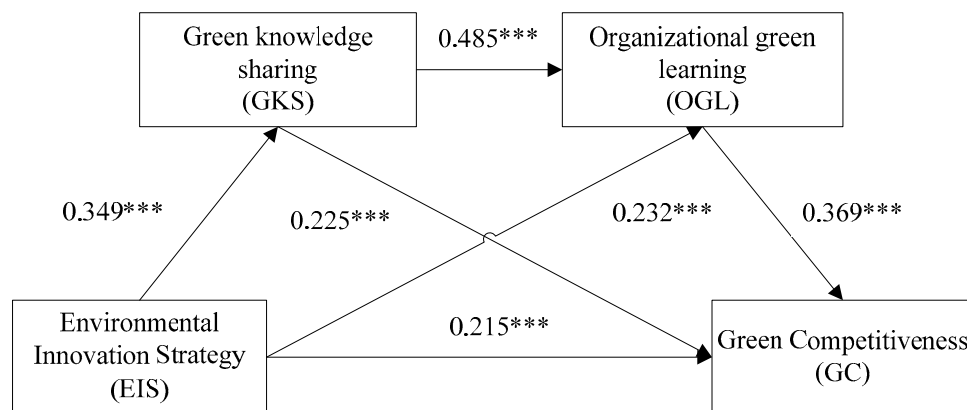 Green knowledge
sharing
(GKS)
0.485***
Organizational green
learning
(OGL)
0.349***
0.225***
0.232***
0.369***
Environmental
Innovation Strategy
(EIS)
0.215***
Green Competitiveness
(GC)